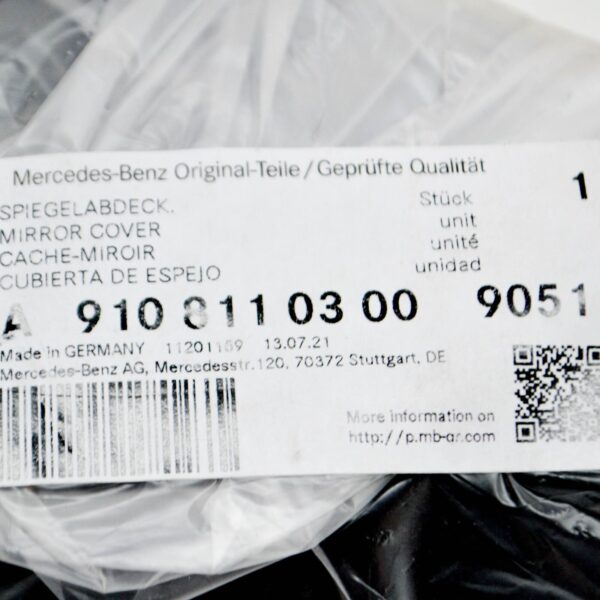 Mercedes-Benz Original-Teile/Geprüfte Qualität
1
SPIEGELABDECK. Stück
MIRROR COVER unit
CACHE-MIROIR unité
CUBIERTA DE ESPEJO unidad
A 910 811 03 00 9051
Made in GERMANY 11201159 13.07.21
Mercedes-Benz AG, Mercedesstr.120, 70372 Stuttgart, DE
More information on
http://p.mb-qr.com